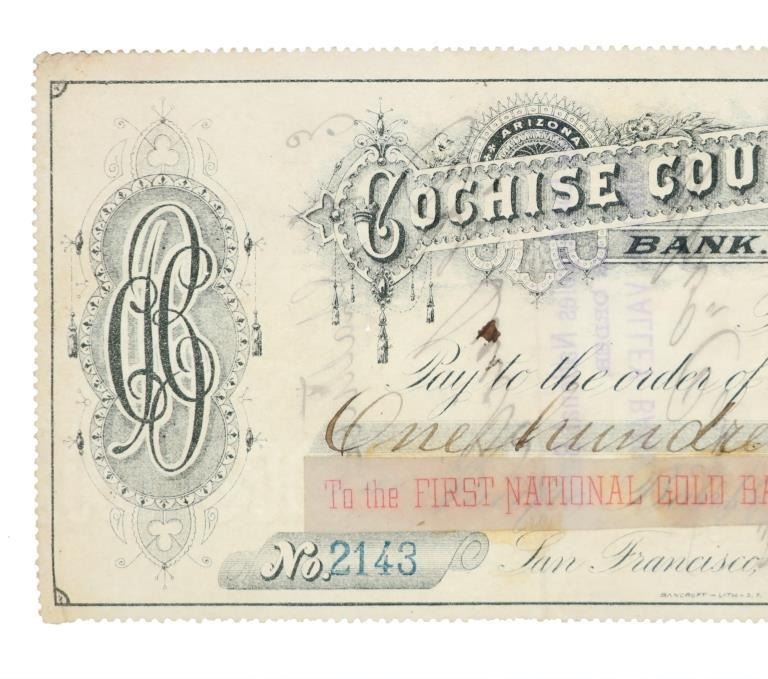 ARIZONA
COCHISE COU
BANK.
Pay to the order of
One hundre
To the FIRST NATIONAL GOLD BA
No. 2143
San Francisco,
BANCROFT – LITH – S. F.